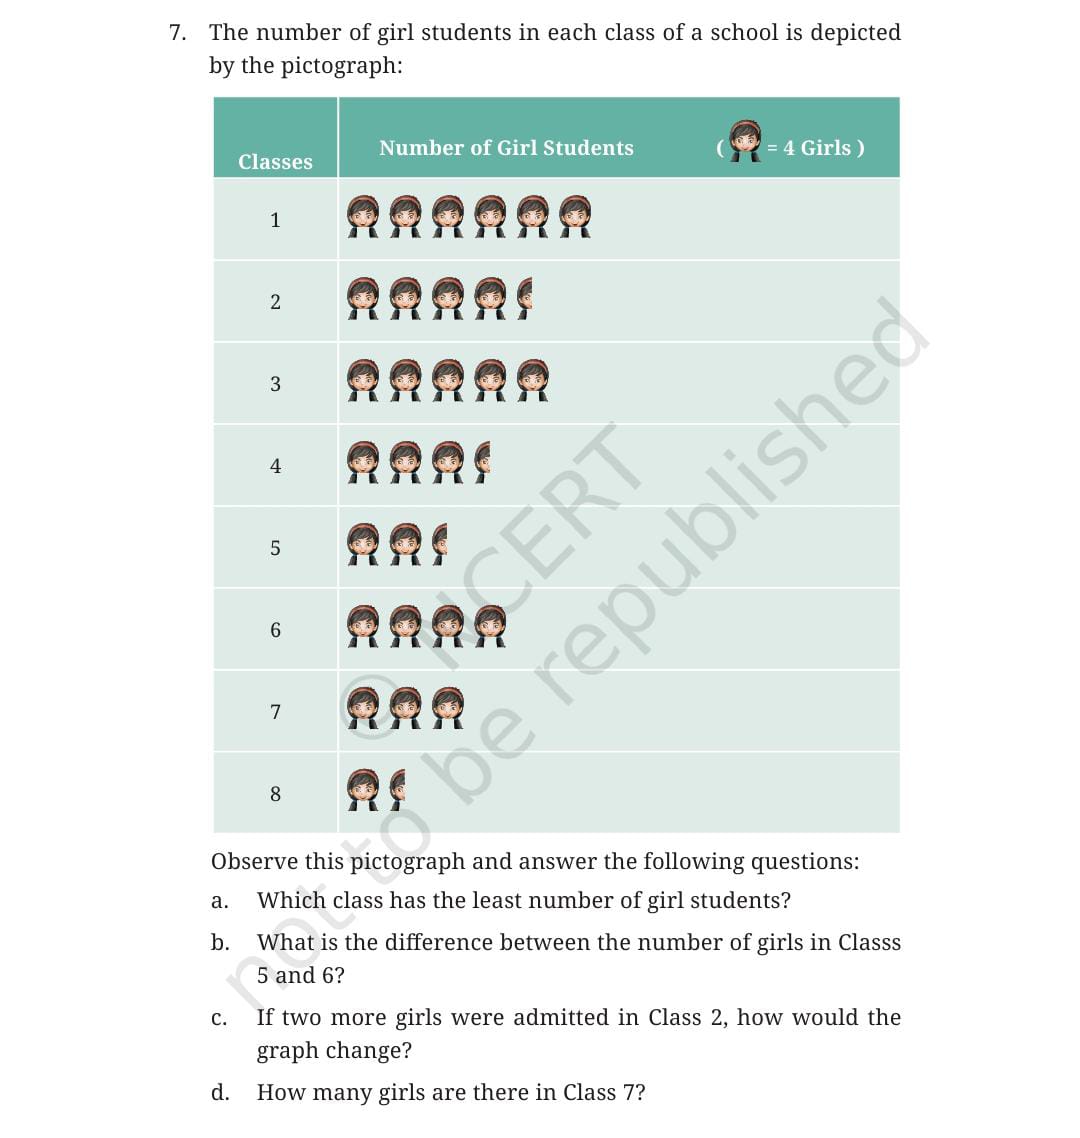 7. The number of girl students in each class of a school is depicted
by the pictograph:
Classes
Number of Girl Students ( = 4 Girls )
1
2
3
4
5
6
7
8
© NCERT
not to be republished
Observe this pictograph and answer the following questions:
a. Which class has the least number of girl students?
b. What is the difference between the number of girls in Classs
5 and 6?
c. If two more girls were admitted in Class 2, how would the
graph change?
d. How many girls are there in Class 7?